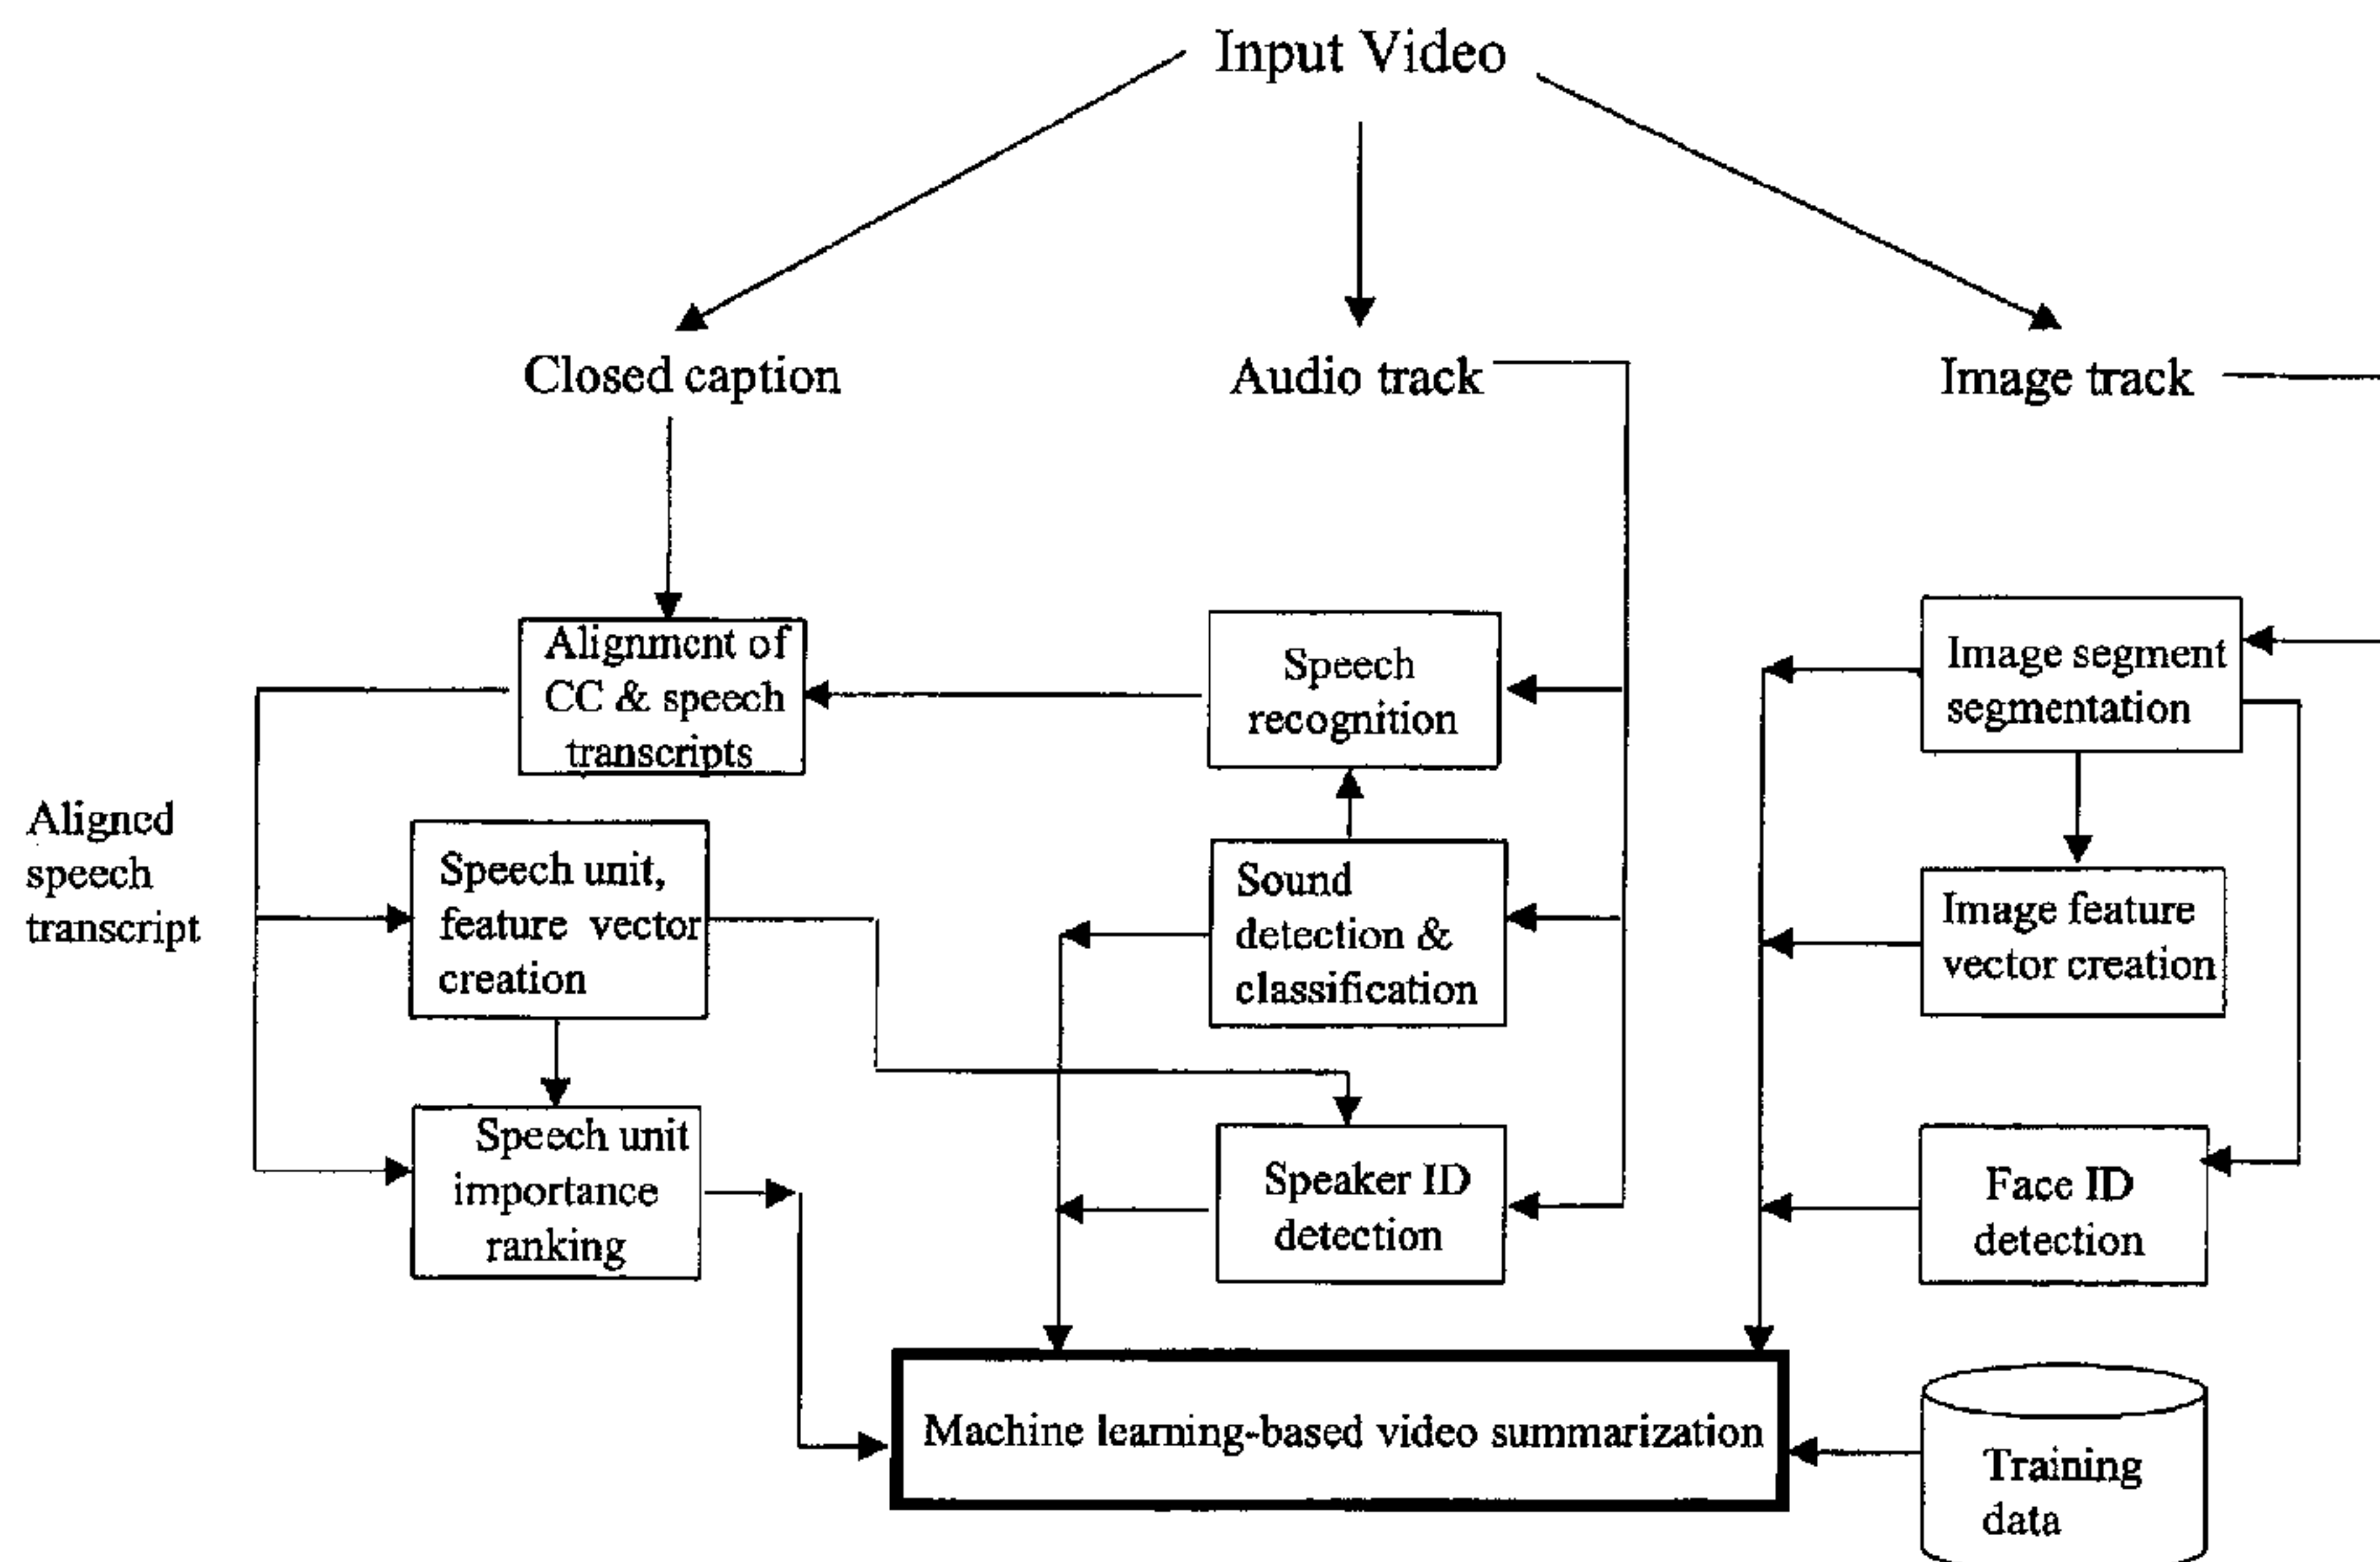 Input Video
Closed caption
Audio track
Image track
Alignment of
CC & speech
transcripts
Speech
recognition
Image segment
segmentation
Aligned
speech
transcript
Speech unit,
feature vector
creation
Sound
detection &
classification
Image feature
vector creation
Speech unit
importance
ranking
Speaker ID
detection
Face ID
detection
Machine learning-based video summarization
Training
data